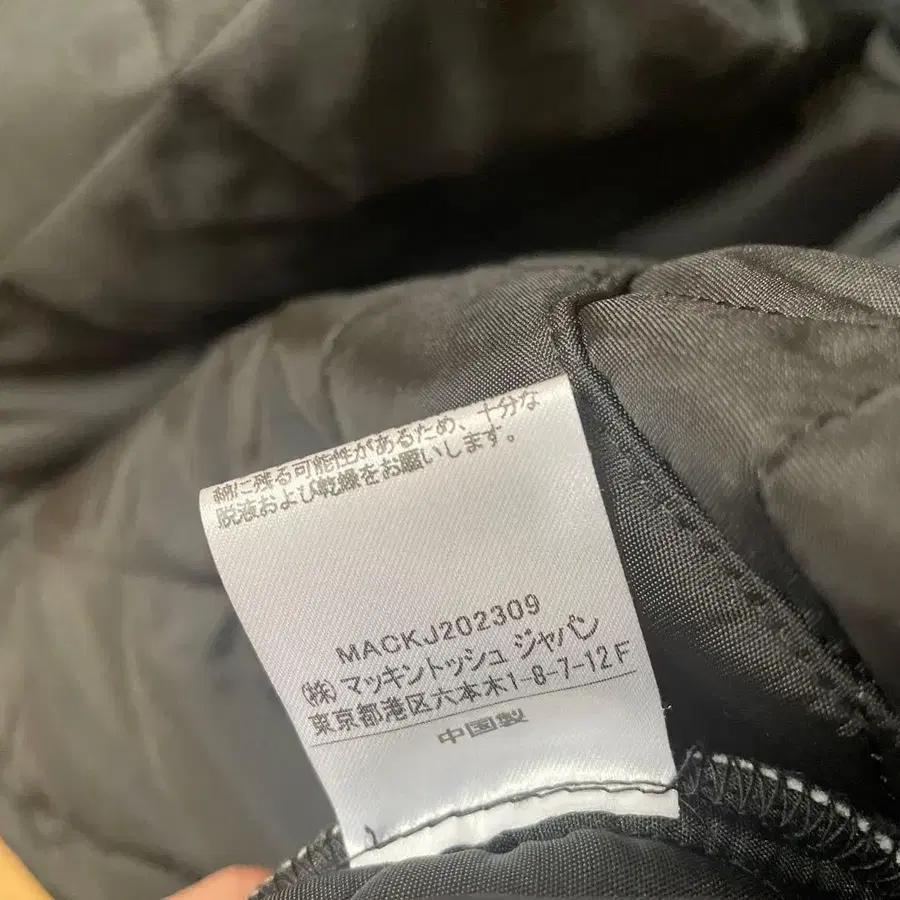 綿に残る可能性があるため、十分な
脱液および乾燥をお願いします。
MACKJ202309
(株)マッキントッシュ ジャパン
東京都港区六本木1-8-7-12F
中国製